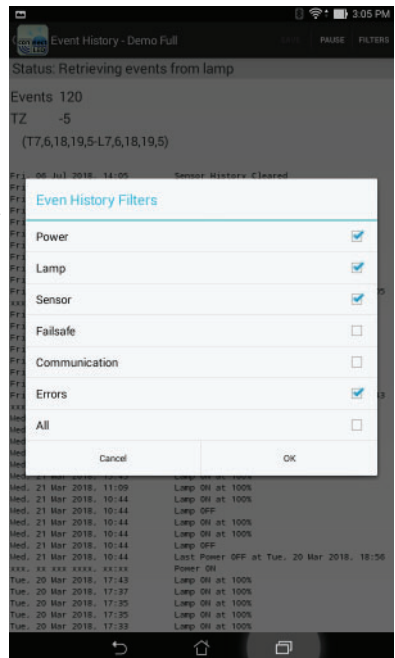 3:05 PM
Event History - Demo Full
SAVE PAUSE FILTERS
Status: Retrieving events from lamp
Events 120
TZ -5
(T7,6,18,19,5-L7,6,18,19,5)
Fri. 06 Jul 2018. 14:05 Sensor History Cleared
Even History Filters
Power
Lamp
Sensor
Failsafe
Communication
Errors
All
Cancel OK
Wed. 21 Mar 2018. 11:09 Lamp ON at 100%
Wed. 21 Mar 2018. 10:44 Lamp ON at 100%
Wed. 21 Mar 2018. 10:44 Lamp OFF
Wed. 21 Mar 2018. 10:44 Lamp ON at 100%
Wed. 21 Mar 2018. 10:44 Lamp ON at 100%
Wed. 21 Mar 2018. 10:44 Lamp OFF
Wed. 21 Mar 2018. 10:44 Last Power OFF at Tue. 20 Mar 2018. 18:56
xxx. xx xxx xxxx. xx:xx Power ON
Tue. 20 Mar 2018. 17:43 Lamp ON at 100%
Tue. 20 Mar 2018. 17:37 Lamp ON at 100%
Tue. 20 Mar 2018. 17:35 Lamp ON at 100%
Tue. 20 Mar 2018. 17:35 Lamp ON at 100%
Tue. 20 Mar 2018. 17:33 Lamp ON at 100%